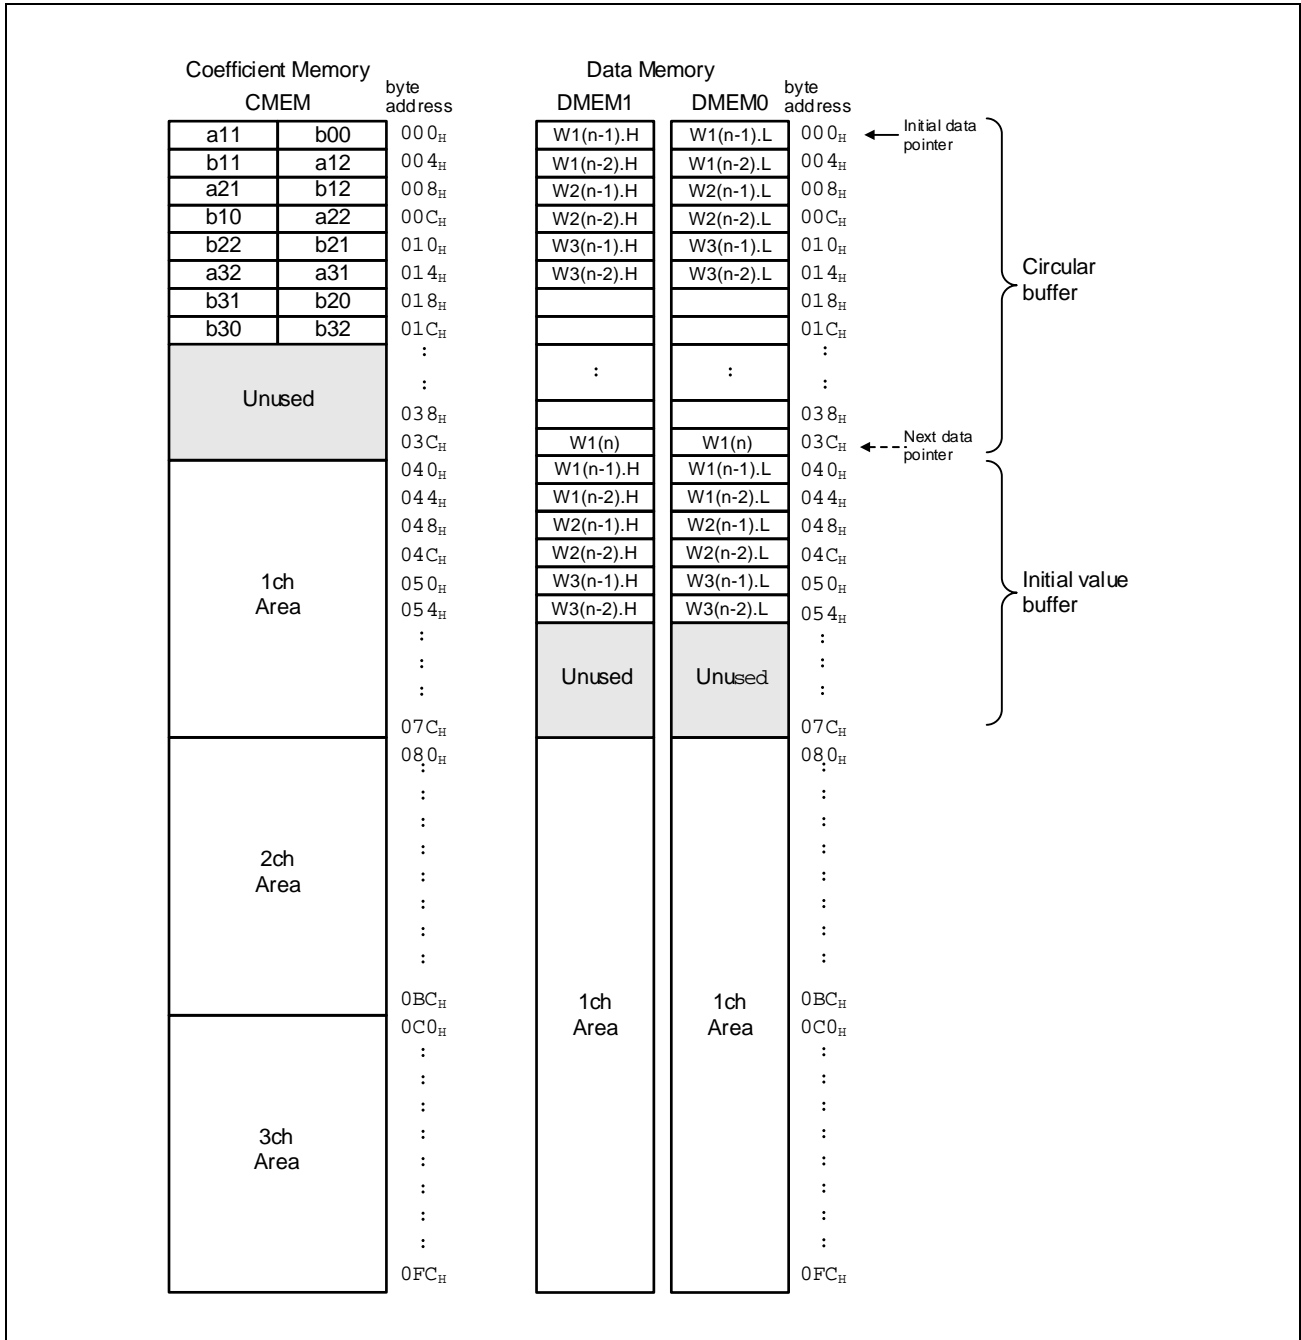 Coefficient Memory Data Memory
CMEM byte address DMEM1 DMEM0 byte address
a11 b00 000H W1(n-1).H W1(n-1).L 000H Initial data pointer
b11 a12 004H W1(n-2).H W1(n-2).L 004H
a21 b12 008H W2(n-1).H W2(n-1).L 008H
b10 a22 00CH W2(n-2).H W2(n-2).L 00CH
b22 b21 010H W3(n-1).H W3(n-1).L 010H
a32 a31 014H W3(n-2).H W3(n-2).L 014H
Circular buffer
b31 b20 018H 018H
b30 b32 01CH 01CH
: : : :
Unused : :
038H 038H
03CH W1(n) W1(n) 03CH Next data pointer
040H W1(n-1).H W1(n-1).L 040H
044H W1(n-2).H W1(n-2).L 044H
048H W2(n-1).H W2(n-1).L 048H
04CH W2(n-2).H W2(n-2).L 04CH
1ch Area 050H W3(n-1).H W3(n-1).L 050H Initial value buffer
054H W3(n-2).H W3(n-2).L 054H
: :
: Unused Unused :
: :
07CH 07CH
080H 080H
: :
: :
: :
2ch Area : :
: :
: :
: :
0BCH 1ch Area 1ch Area 0BCH
0C0H 0C0H
: :
: :
: :
: :
3ch Area : :
: :
: :
: :
0FCH 0FCH